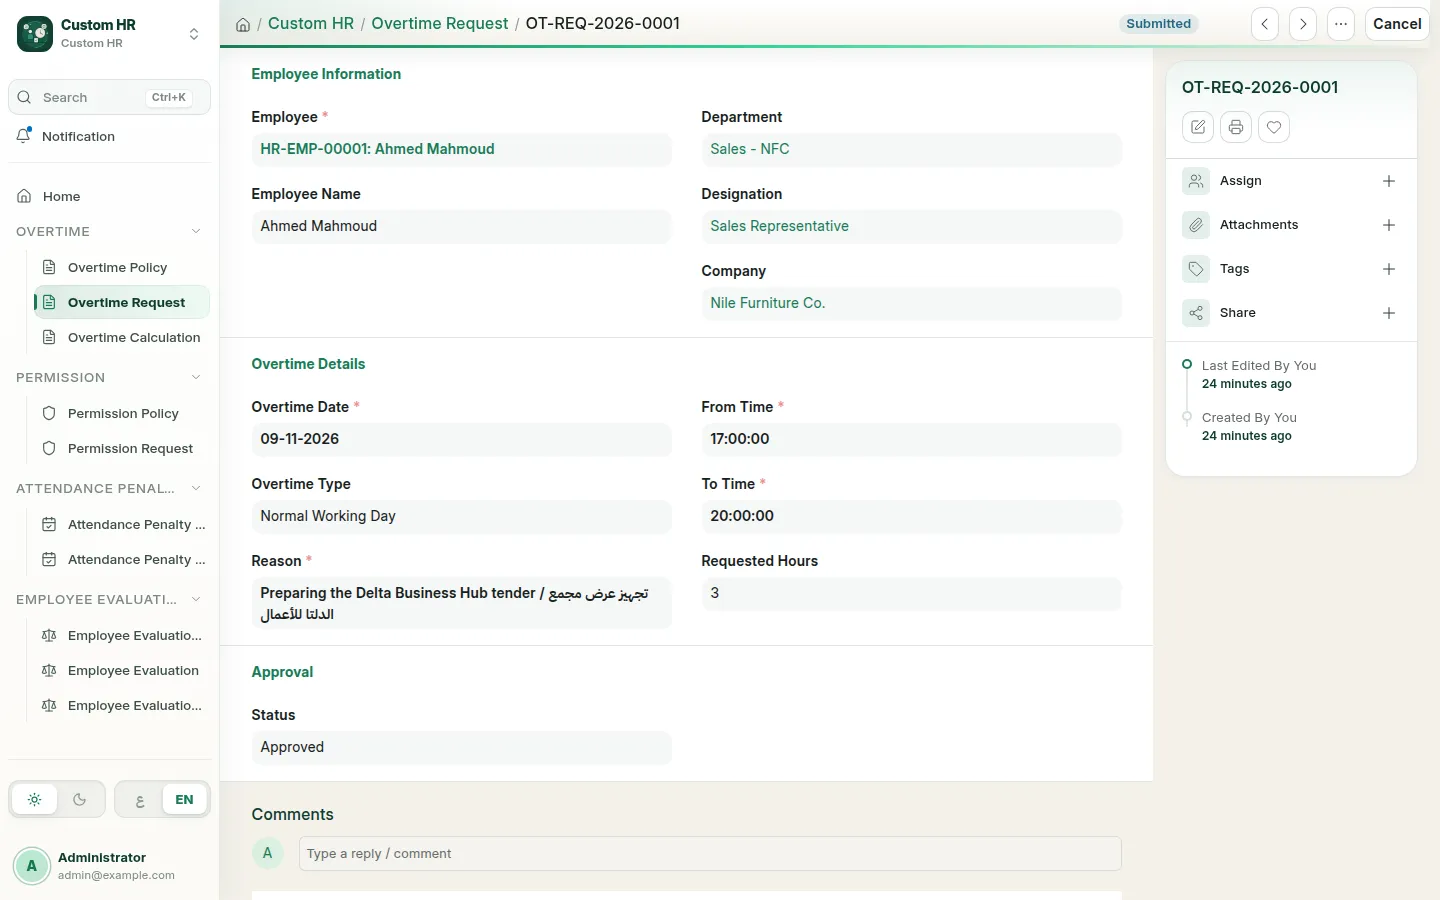 Custom HR
Custom HR
Search
Ctrl+K
Notification
Home
OVERTIME
Overtime Policy
Overtime Request
Overtime Calculation
PERMISSION
Permission Policy
Permission Request
ATTENDANCE PENAL...
Attendance Penalty ...
Attendance Penalty ...
EMPLOYEE EVALUATI...
Employee Evaluatio...
Employee Evaluation
Employee Evaluatio...
ع
EN
A
Administrator
admin@example.com
/ Custom HR / Overtime Request / OT-REQ-2026-0001
Submitted
...
Cancel
Employee Information
Employee *
HR-EMP-00001: Ahmed Mahmoud
Employee Name
Ahmed Mahmoud
Department
Sales - NFC
Designation
Sales Representative
Company
Nile Furniture Co.
Overtime Details
Overtime Date *
09-11-2026
Overtime Type
Normal Working Day
Reason *
Preparing the Delta Business Hub tender / تجهيز عرض مجمع
الدلتا للأعمال
From Time *
17:00:00
To Time *
20:00:00
Requested Hours
3
Approval
Status
Approved
Comments
A
Type a reply / comment
OT-REQ-2026-0001
Assign
Attachments
Tags
Share
Last Edited By You
24 minutes ago
Created By You
24 minutes ago